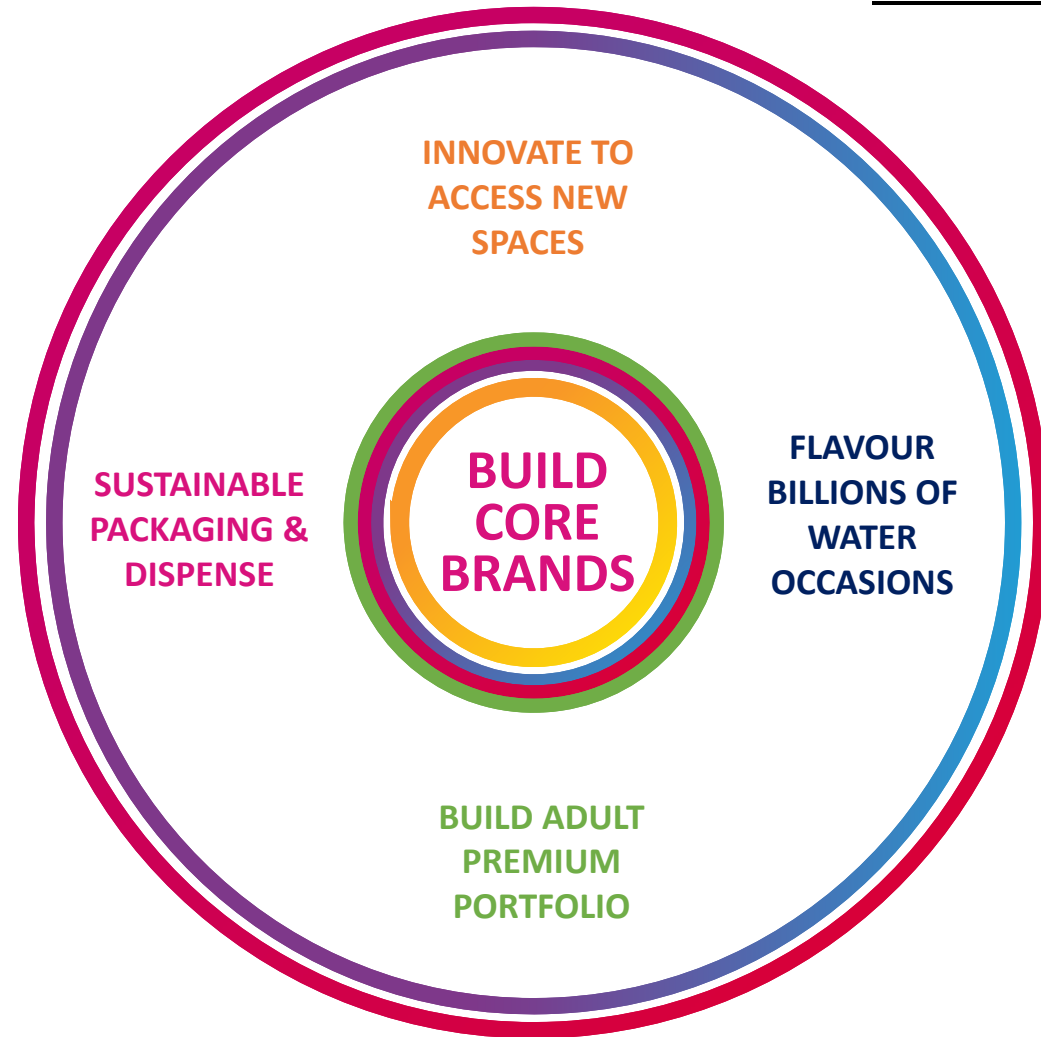 INNOVATE TO
ACCESS NEW
SPACES
SUSTAINABLE
PACKAGING &
DISPENSE
BUILD
CORE
BRANDS
FLAVOUR
BILLIONS OF
WATER
OCCASIONS
BUILD ADULT
PREMIUM
PORTFOLIO